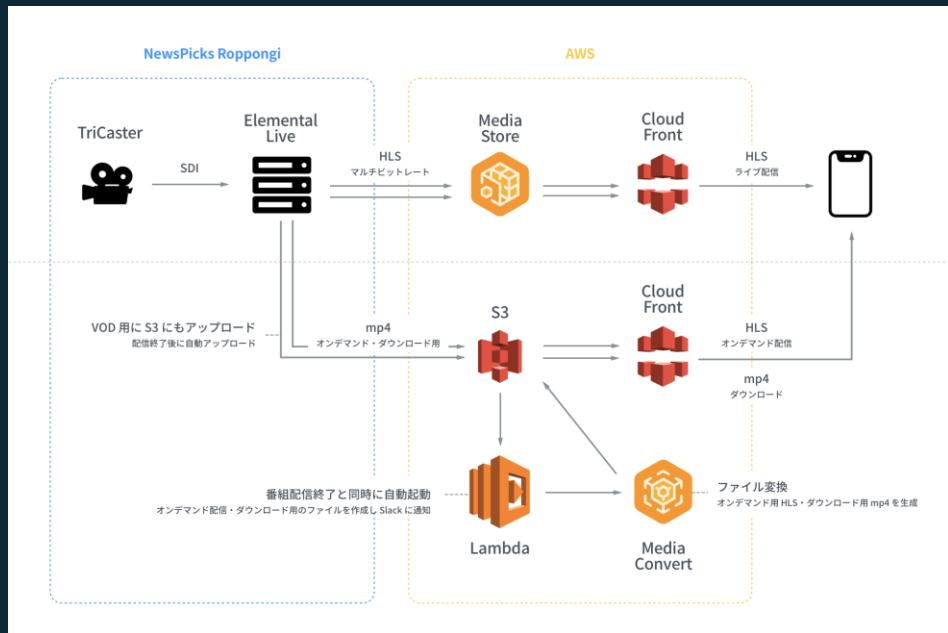 NewsPicks Roppongi
AWS
TriCaster
Elemental
Live
Media
Store
Cloud
Front
SDI
HLS
マルチビットレート
HLS
ライブ配信
VOD 用に S3 にもアップロード
配信終了後に自動アップロード
mp4
オンデマンド・ダウンロード用
S3
Cloud
Front
HLS
オンデマンド配信
mp4
ダウンロード
番組配信終了と同時に自動起動
オンデマンド配信・ダウンロード用のファイルを作成し Slack に通知
Lambda
Media
Convert
ファイル変換
オンデマンド用 HLS・ダウンロード用 mp4 を生成